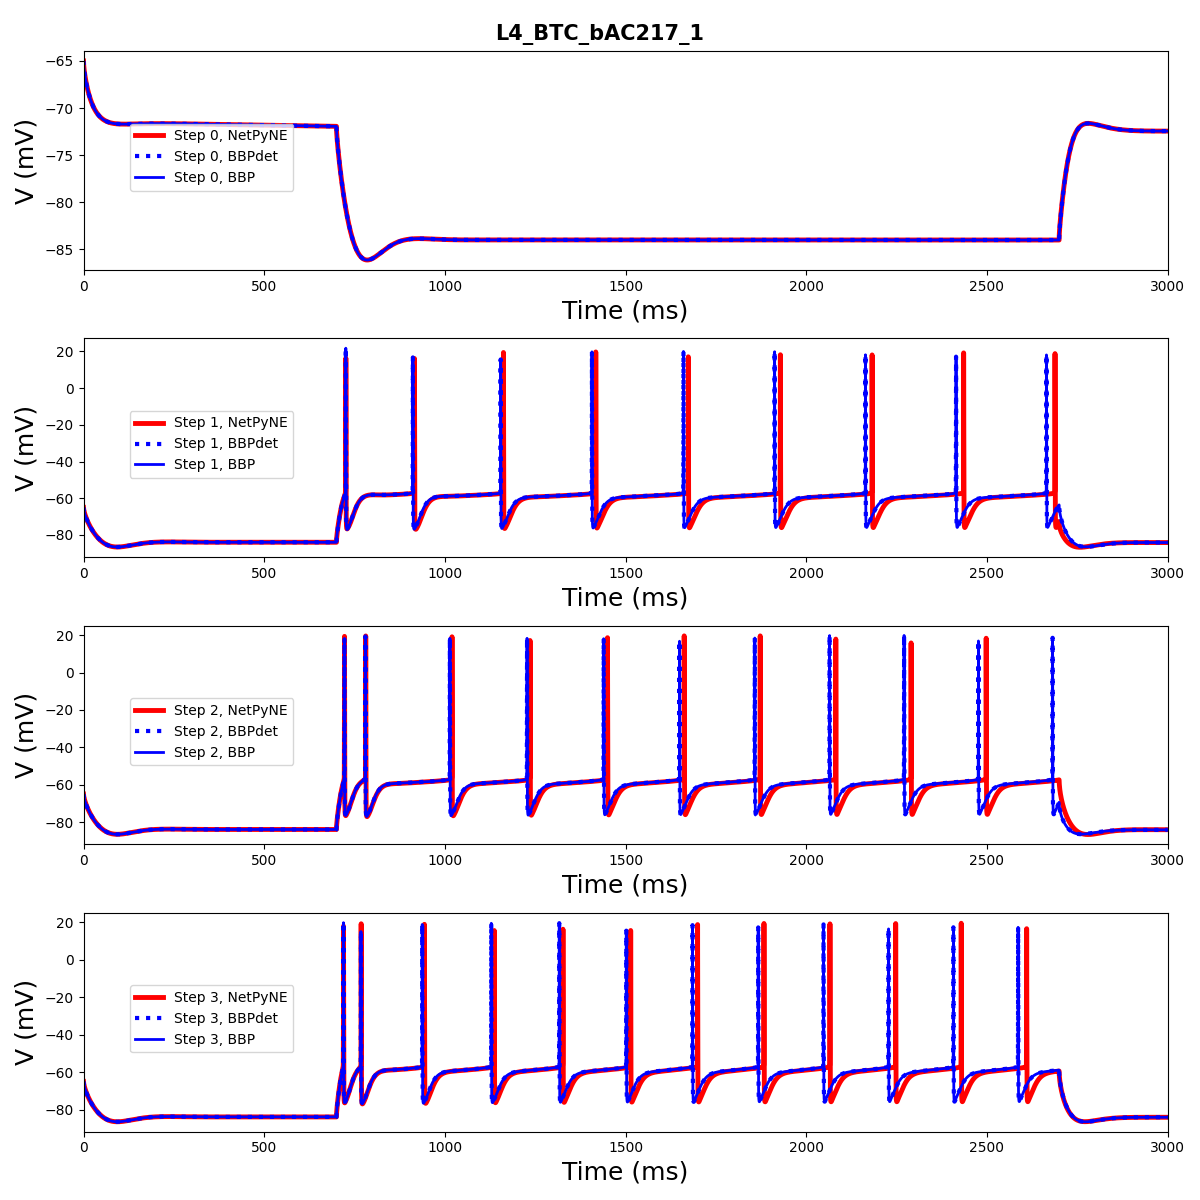 L4_BTC_bAC217_1
−65
−70
−75
−80
−85
V (mV)
Step 0, NetPyNE
Step 0, BBPdet
Step 0, BBP
0 500 1000 1500 2000 2500 3000
Time (ms)
20
0
−20
−40
−60
−80
V (mV)
Step 1, NetPyNE
Step 1, BBPdet
Step 1, BBP
0 500 1000 1500 2000 2500 3000
Time (ms)
20
0
−20
−40
−60
−80
V (mV)
Step 2, NetPyNE
Step 2, BBPdet
Step 2, BBP
0 500 1000 1500 2000 2500 3000
Time (ms)
20
0
−20
−40
−60
−80
V (mV)
Step 3, NetPyNE
Step 3, BBPdet
Step 3, BBP
0 500 1000 1500 2000 2500 3000
Time (ms)